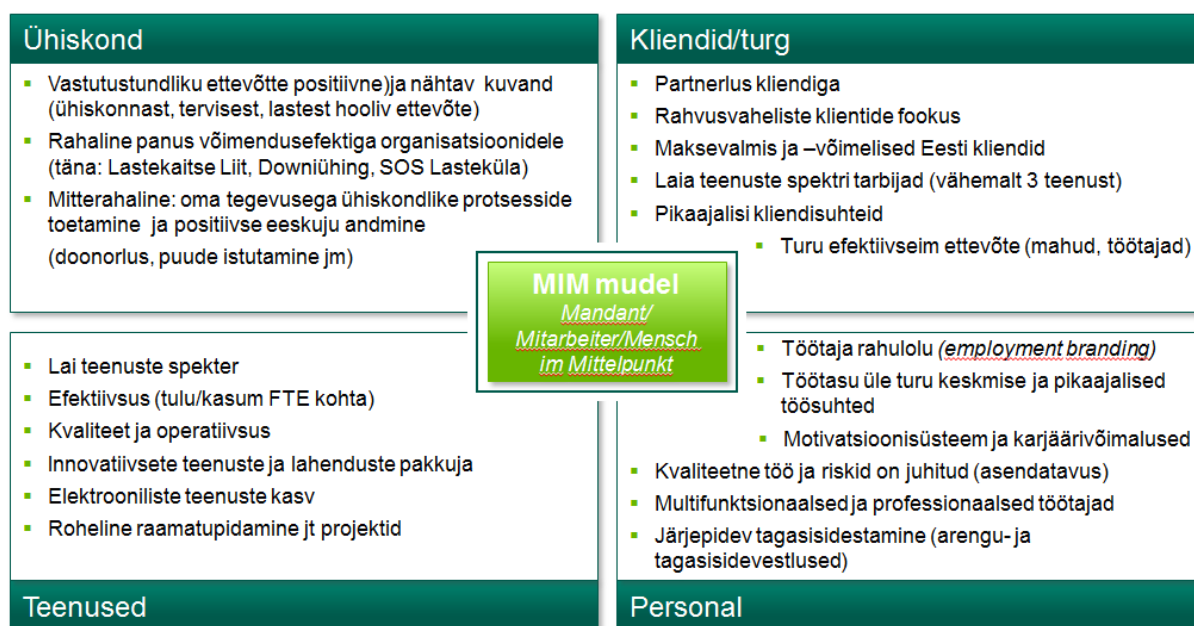 Ühiskond
Vastutustundliku ettevõtte positiivne)ja nähtav kuvand
(ühiskonnast, tervisest, lastest hooliv ettevõte)
Rahaline panus võimendusefektiga organisatsioonidele
(täna: Lastekaitse Liit, Downiühing, SOS Lasteküla)
Mitterahaline: oma tegevusega ühiskondlike protsesside
toetamine ja positiivse eeskuju andmine
(doonorlus, puude istutamine jm)
Kliendid/turg
Partnerlus kliendiga
Rahvusvaheliste klientide fookus
Maksevalmis ja –võimelised Eesti kliendid
Laia teenuste spektri tarbijad (vähemalt 3 teenust)
Pikaajalisi kliendisuhteid
Turu efektiivseim ettevõte (mahud, töötajad)
MIM mudel
Mandant/
Mitarbeiter/Mensch
im Mittelpunkt
Lai teenuste spekter
Efektiivsus (tulu/kasum FTE kohta)
Kvaliteet ja operatiivsus
Innovatiivsete teenuste ja lahenduste pakkuja
Elektrooniliste teenuste kasv
Roheline raamatupidamine jt projektid
Teenused
Töötaja rahulolu (employment branding)
Töötasu üle turu keskmise ja pikaajalised
töösuhted
Motivatsioonisüsteem ja karjäärivõimalused
Kvaliteetne töö ja riskid on juhitud (asendatavus)
Multifunktsionaalsed ja professionaalsed töötajad
Järjepidev tagasisidestamine (arengu- ja
tagasisidevestlused)
Personal